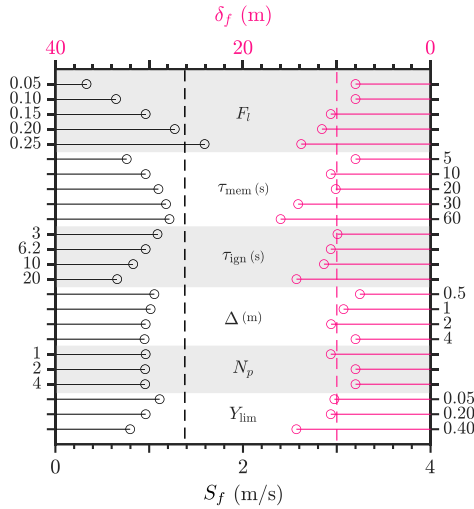 δ_f (m)
40 20 0
0.05
0.10
0.15
0.20
0.25
F_l
5
10
20
30
60
τ_mem (s)
3
6.2
10
20
τ_ign (s)
0.5
1
2
4
Δ (m)
1
2
4
N_p
0.05
0.20
0.40
Y_lim
0 2 4
S_f (m/s)